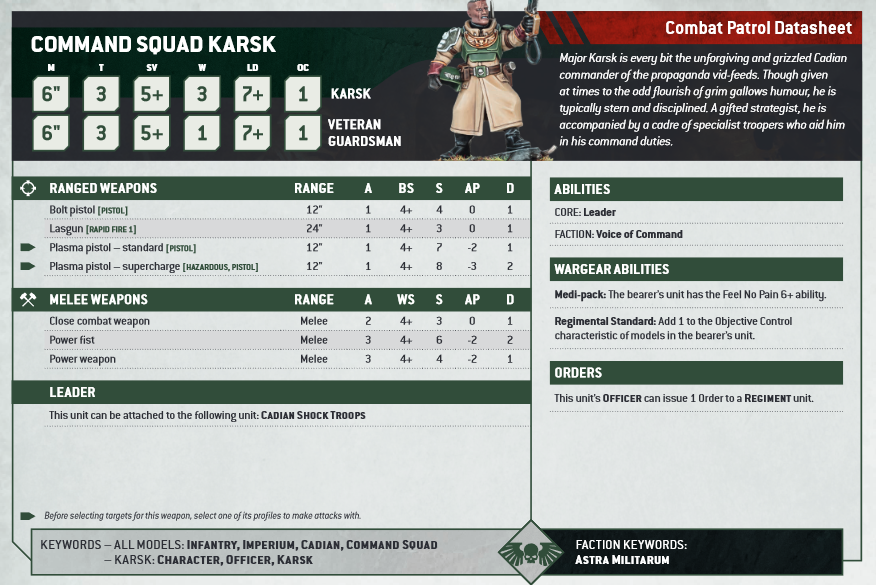 Combat Patrol Datasheet
COMMAND SQUAD KARSK
M T SV W LD OC
6" 3 5+ 3 7+ 1 KARSK
6" 3 5+ 1 7+ 1 VETERAN
GUARDSMAN
Major Karsk is every bit the unforgiving and grizzled Cadian
commander of the propaganda vid-feeds. Though given
at times to the odd flourish of grim gallows humour, he is
typically stern and disciplined. A gifted strategist, he is
accompanied by a cadre of specialist troopers who aid him
in his command duties.
RANGED WEAPONS RANGE A BS S AP D
Bolt pistol [PISTOL] 12" 1 4+ 4 0 1
Lasgun [RAPID FIRE 1] 24" 1 4+ 3 0 1
Plasma pistol – standard [PISTOL] 12" 1 4+ 7 -2 1
Plasma pistol – supercharge [HAZARDOUS, PISTOL] 12" 1 4+ 8 -3 2
MELEE WEAPONS RANGE A WS S AP D
Close combat weapon Melee 2 4+ 3 0 1
Power fist Melee 3 4+ 6 -2 2
Power weapon Melee 3 4+ 4 -2 1
LEADER
This unit can be attached to the following unit: CADIAN SHOCK TROOPS
Before selecting targets for this weapon, select one of its profiles to make attacks with.
ABILITIES
CORE: Leader
FACTION: Voice of Command
WARGEAR ABILITIES
Medi-pack: The bearer's unit has the Feel No Pain 6+ ability.
Regimental Standard: Add 1 to the Objective Control
characteristic of models in the bearer's unit.
ORDERS
This unit's OFFICER can issue 1 Order to a REGIMENT unit.
KEYWORDS – ALL MODELS: INFANTRY, IMPERIUM, CADIAN, COMMAND SQUAD
– KARSK: CHARACTER, OFFICER, KARSK
FACTION KEYWORDS:
ASTRA MILITARUM